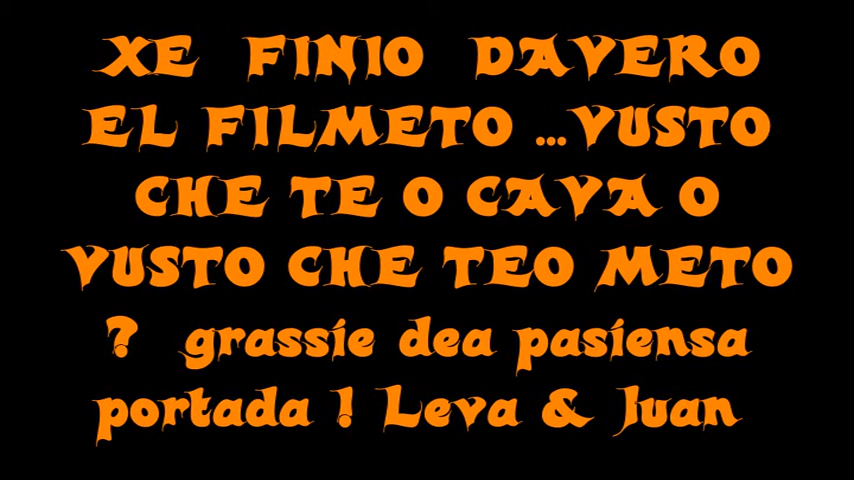 XE FINIO DAVERO
EL FILMETO ...VUSTO
CHE TE O CAVA O
VUSTO CHE TEO METO
? grassie dea pasiensa
portada ! Leva & Juan